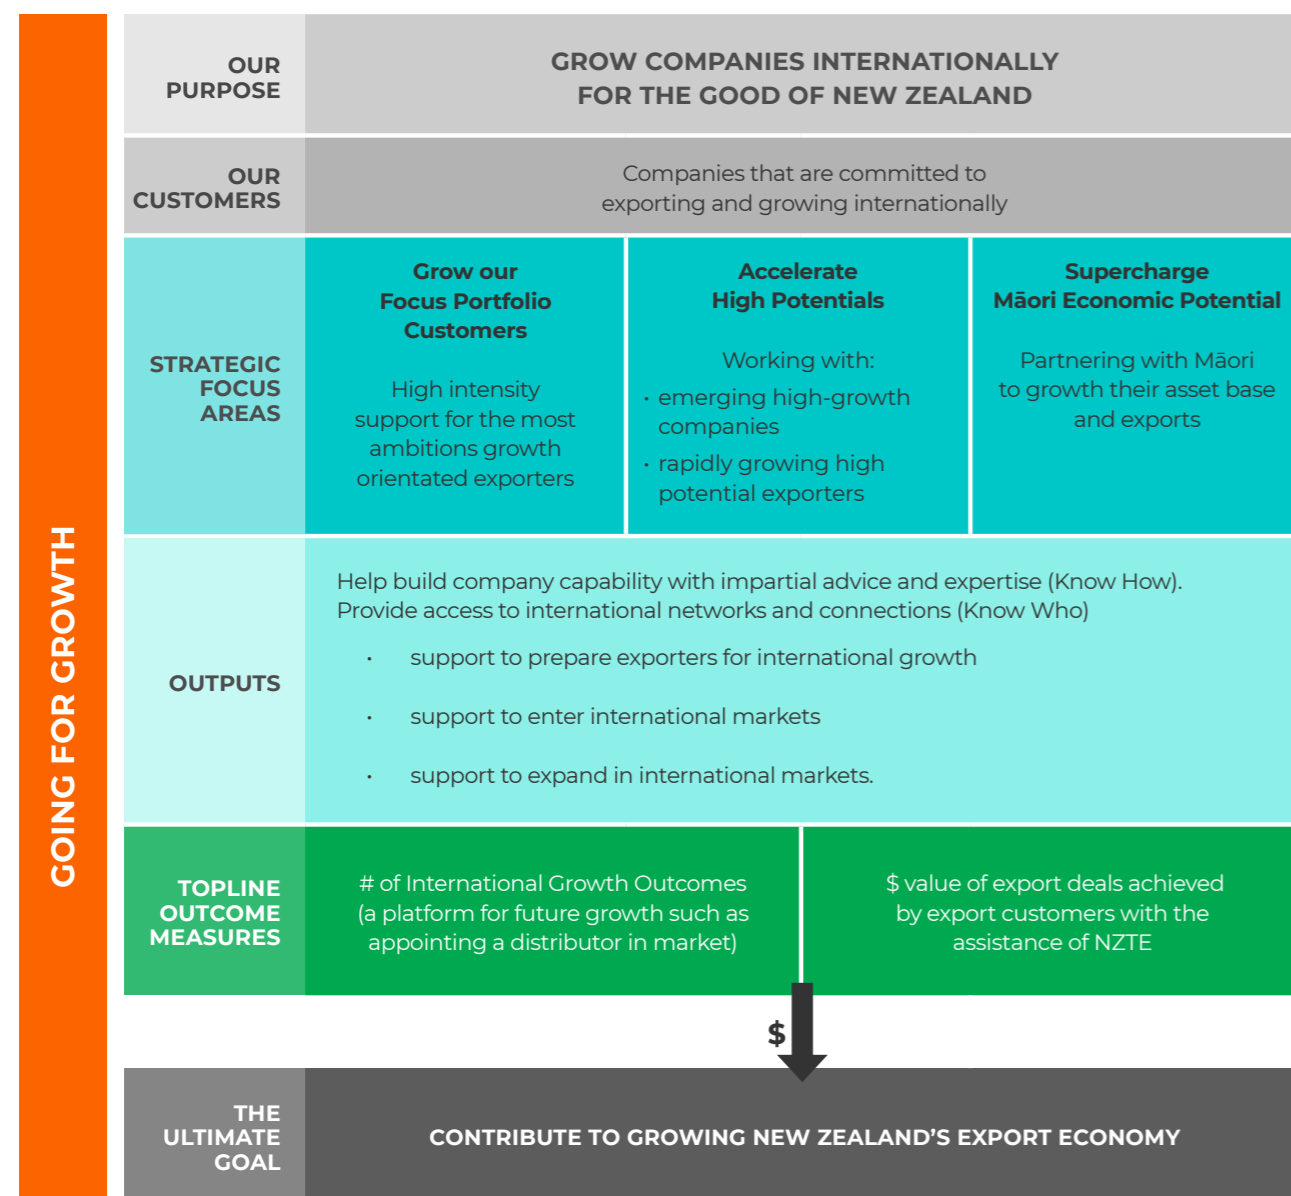 GOING FOR GROWTH
OUR
PURPOSE
GROW COMPANIES INTERNATIONALLY
FOR THE GOOD OF NEW ZEALAND
OUR
CUSTOMERS
Companies that are committed to
exporting and growing internationally
STRATEGIC
FOCUS
AREAS
Grow our
Focus Portfolio
Customers
High intensity
support for the most
ambitions growth
orientated exporters
Accelerate
High Potentials
Working with:
• emerging high-growth
companies
• rapidly growing high
potential exporters
Supercharge
Māori Economic Potential
Partnering with Māori
to growth their asset base
and exports
OUTPUTS
Help build company capability with impartial advice and expertise (Know How).
Provide access to international networks and connections (Know Who)
• support to prepare exporters for international growth
• support to enter international markets
• support to expand in international markets.
TOPLINE
OUTCOME
MEASURES
# of International Growth Outcomes
(a platform for future growth such as
appointing a distributor in market)
$ value of export deals achieved
by export customers with the
assistance of NZTE
$
THE
ULTIMATE
GOAL
CONTRIBUTE TO GROWING NEW ZEALAND’S EXPORT ECONOMY